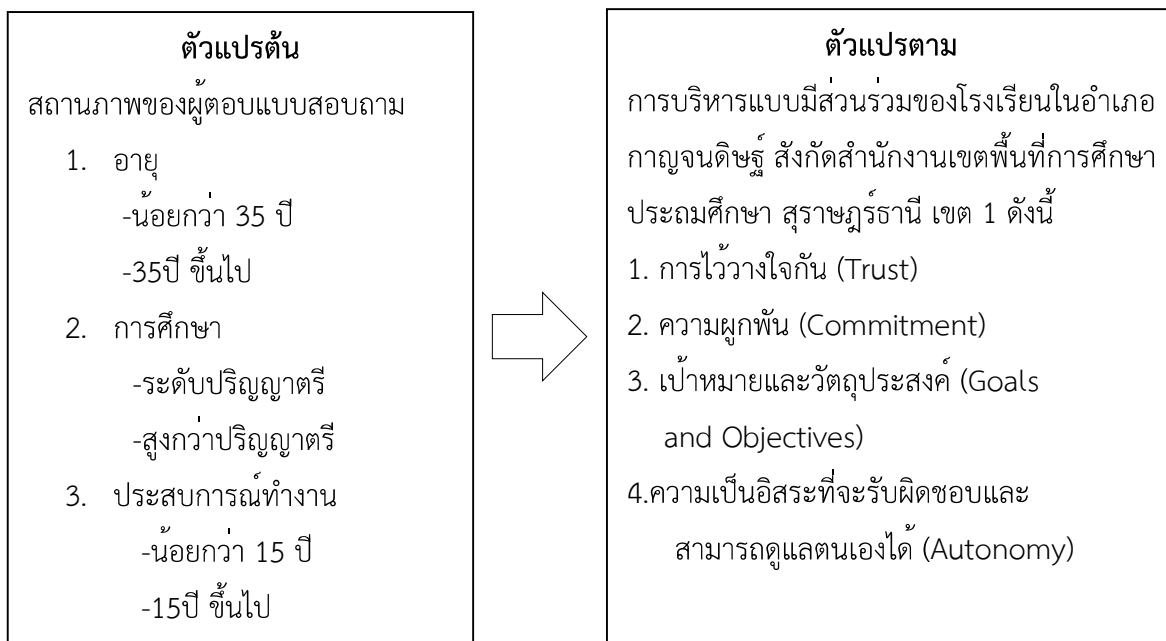 ตัวแปรต้น
สถานภาพของผู้ตอบแบบสอบถาม
1. อายุ
-น้อยกว่า 35 ปี
-35ปี ขึ้นไป
2. การศึกษา
-ระดับปริญญาตรี
-สูงกว่าปริญญาตรี
3. ประสบการณ์ทำงาน
-น้อยกว่า 15 ปี
-15ปี ขึ้นไป
ตัวแปรตาม
การบริหารแบบมีส่วนร่วมของโรงเรียนในอำเภอ
กาญจนดิษฐ์ สังกัดสำนักงานเขตพื้นที่การศึกษา
ประถมศึกษา สุราษฎร์ธานี เขต 1 ดังนี้
1. การไว้วางใจกัน (Trust)
2. ความผูกพัน (Commitment)
3. เป้าหมายและวัตถุประสงค์ (Goals
and Objectives)
4.ความเป็นอิสระที่จะรับผิดชอบและ
สามารถดูแลตนเองได้ (Autonomy)